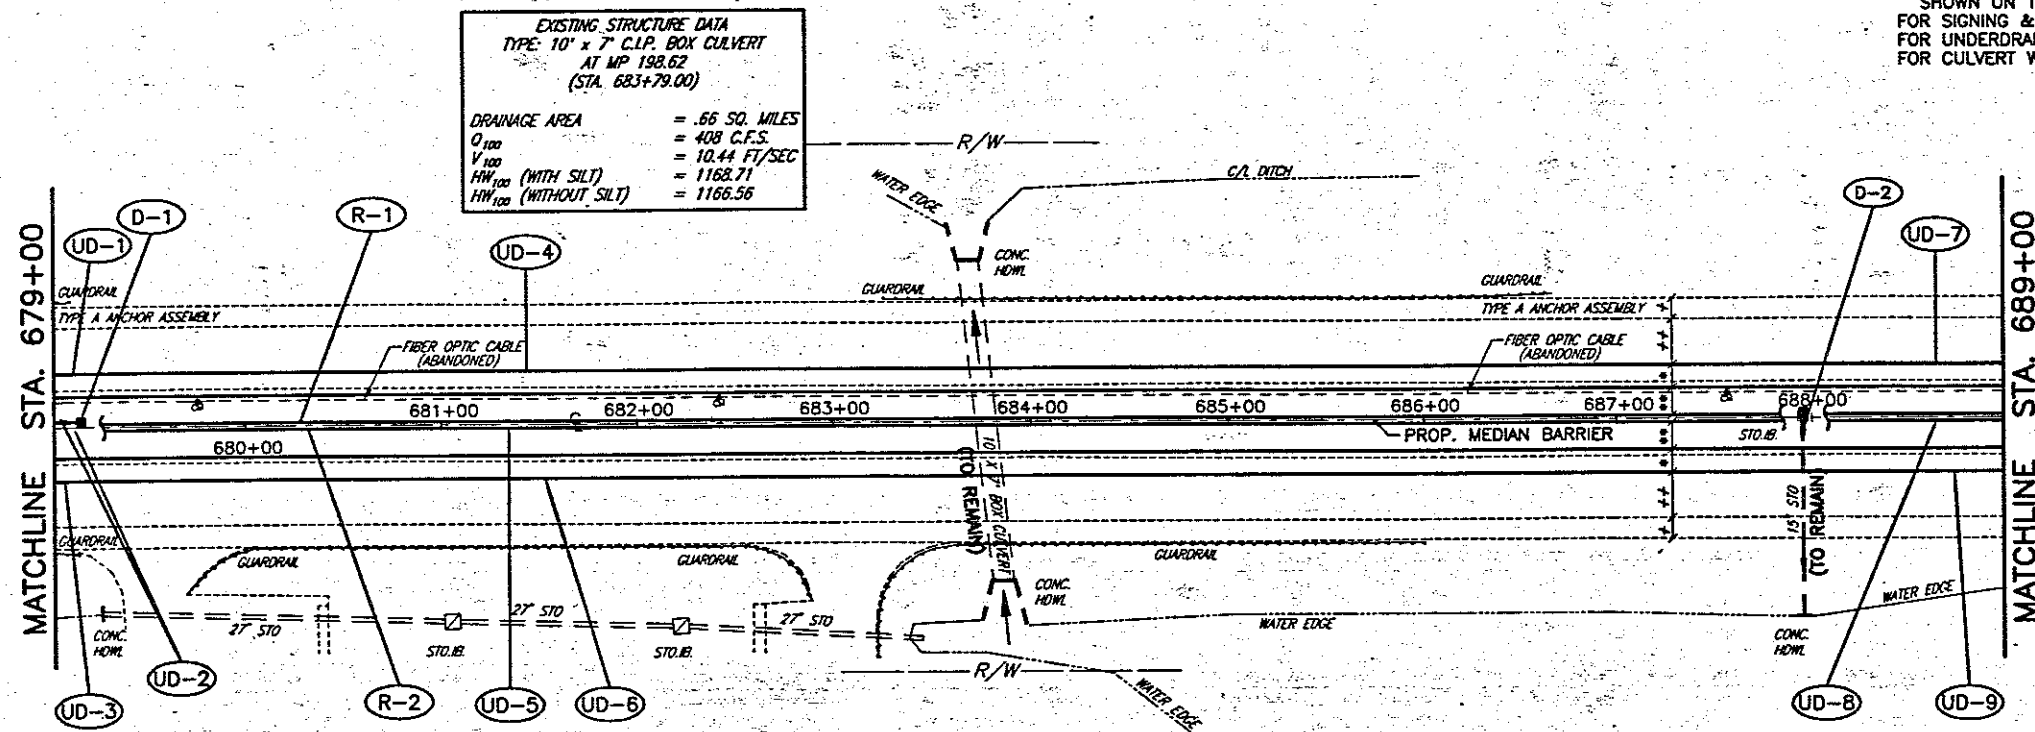 SHOWN ON T
FOR SIGNING &
FOR UNDERDRAI
FOR CULVERT W
EXISTING STRUCTURE DATA
TYPE: 10' x 7' C.I.P. BOX CULVERT
AT MP 198.62
(STA. 683+79.00)
DRAINAGE AREA = .66 SQ. MILES
Q100 = 408 C.F.S.
V100 = 10.44 FT/SEC
HW100 (WITH SILT) = 1168.71
HW100 (WITHOUT SILT) = 1166.56
R/W
C/L DITCH
WATER EDGE
CONC.
HDWL
D-1
R-1
UD-1
UD-4
D-2
UD-7
MATCHLINE STA. 679+00
MATCHLINE STA. 689+00
GUARDRAIL
TYPE A ANCHOR ASSEMBLY
GUARDRAIL
GUARDRAIL
TYPE A ANCHOR ASSEMBLY
FIBER OPTIC CABLE
(ABANDONED)
FIBER OPTIC CABLE
(ABANDONED)
681+00
682+00
683+00
684+00
685+00
686+00
687+00
688+00
680+00
PROP. MEDIAN BARRIER
STO.IB.
10' X 7' BOX CULVERT
(TO REMAIN)
15" STO
(TO REMAIN)
GUARDRAIL
GUARDRAIL
GUARDRAIL
GUARDRAIL
CONC.
HDWL
27" STO
STO.IB.
27" STO
STO.IB.
27" STO
CONC.
HDWL
WATER EDGE
WATER EDGE
CONC.
HDWL
R/W
WATER EDGE
UD-3
UD-2
R-2
UD-5
UD-6
UD-8
UD-9